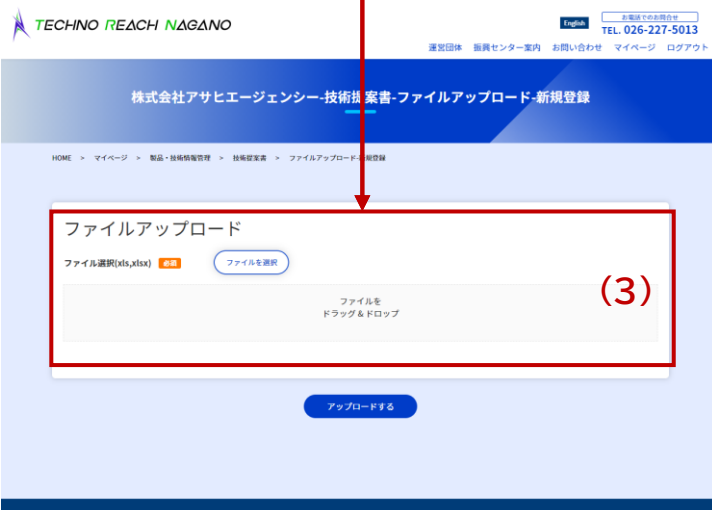 TECHNO REACH NAGANO
English
お電話でのお問合せ
TEL. 026-227-5013
運営団体 振興センター案内 お問い合わせ マイページ ログアウト
株式会社アサヒエージェンシー-技術提案書-ファイルアップロード-新規登録
HOME > マイページ > 製品・技術情報管理 > 技術提案書 > ファイルアップロード-新規登録
ファイルアップロード
ファイル選択(xls,xlsx) 必須 ファイルを選択
(3)
ファイルを
ドラッグ & ドロップ
アップロードする